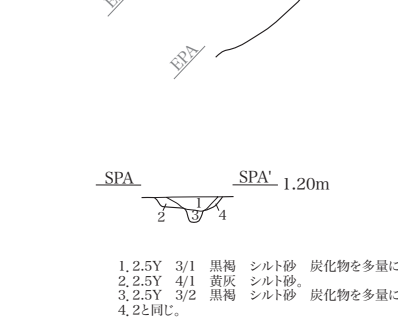 EPA
SPA SPA' 1.20m
1
2 3 4
1. 2.5Y 3/1 黒褐 シルト砂 炭化物を多量に
2. 2.5Y 4/1 黄灰 シルト砂。
3. 2.5Y 3/2 黒褐 シルト砂 炭化物を多量に
4. 2と同じ。